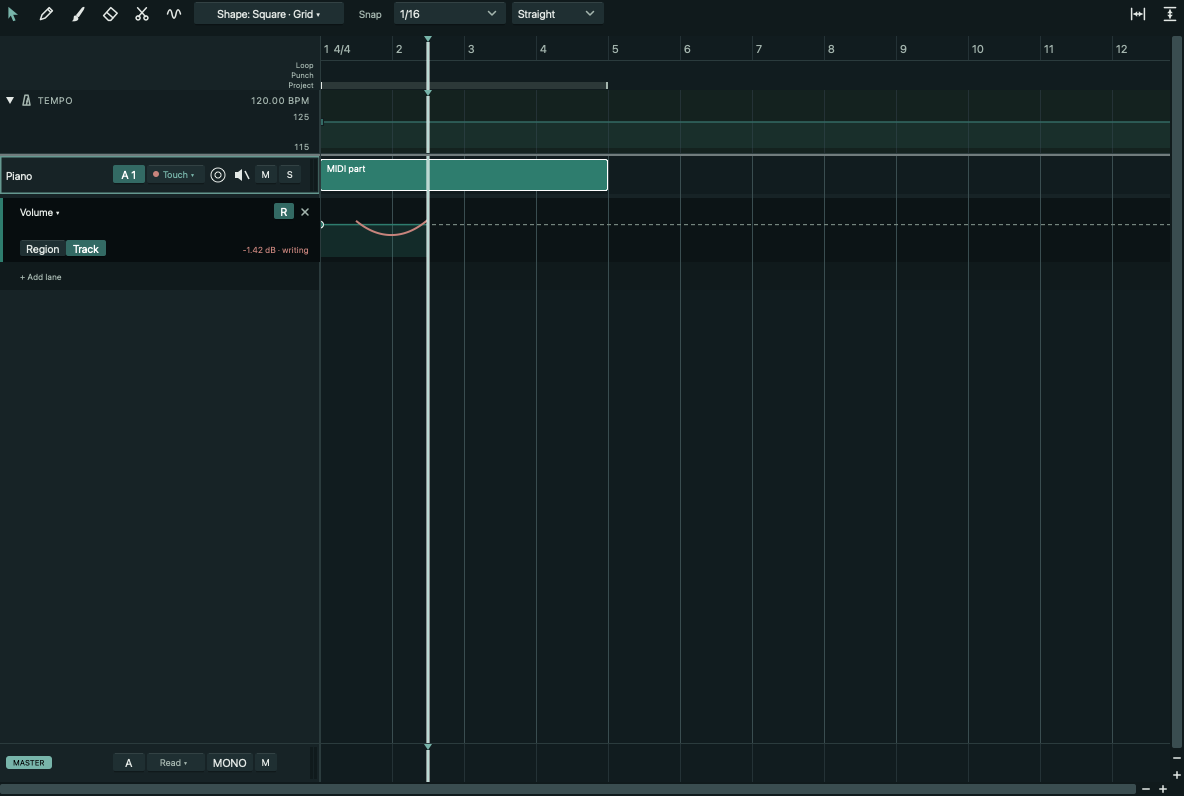 Shape: Square · Grid ▾ Snap 1/16 Straight
1 4/4 2 3 4 5 6 7 8 9 10 11 12
Loop
Punch
Project
TEMPO 120.00 BPM
125
115
Piano A 1 Touch ▾ M S MIDI part
Volume ▾ R
Region Track -1.42 dB · writing
+ Add lane
MASTER A Read ▾ MONO M